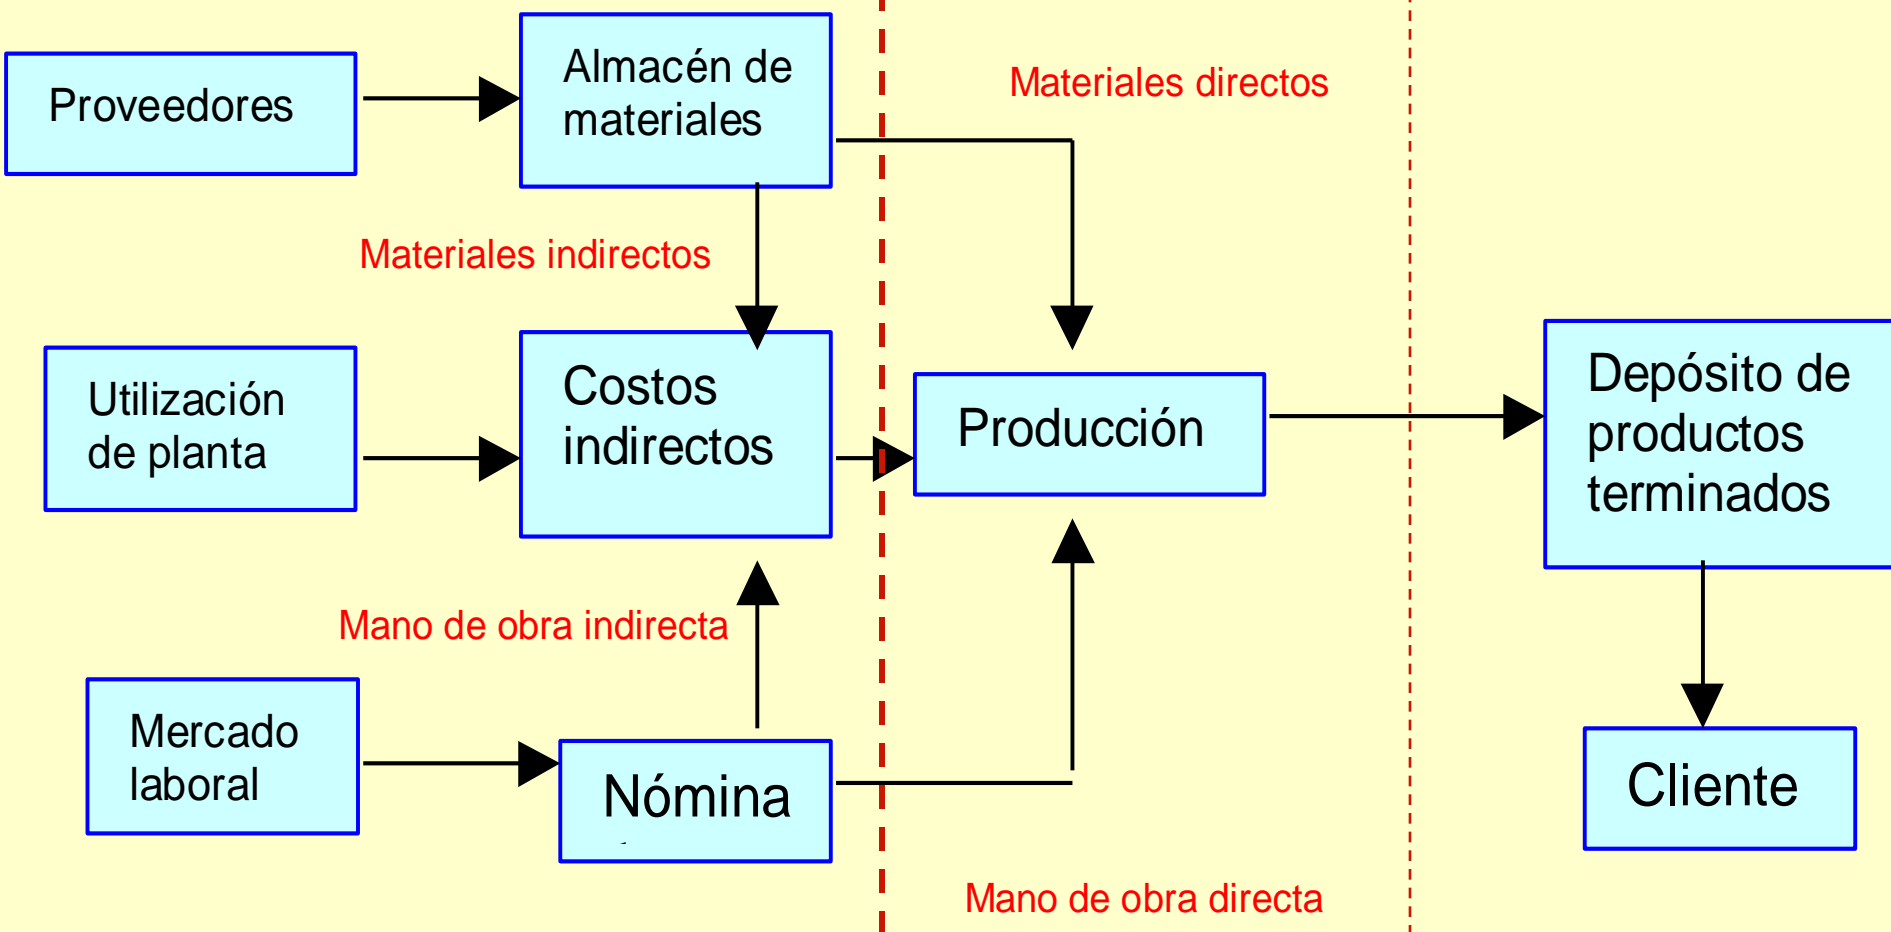 Proveedores
Almacén de
materiales
Materiales directos
Materiales indirectos
Utilización
de planta
Costos
indirectos
Producción
Depósito de
productos
terminados
Mano de obra indirecta
Mercado
laboral
Nómina
Cliente
Mano de obra directa